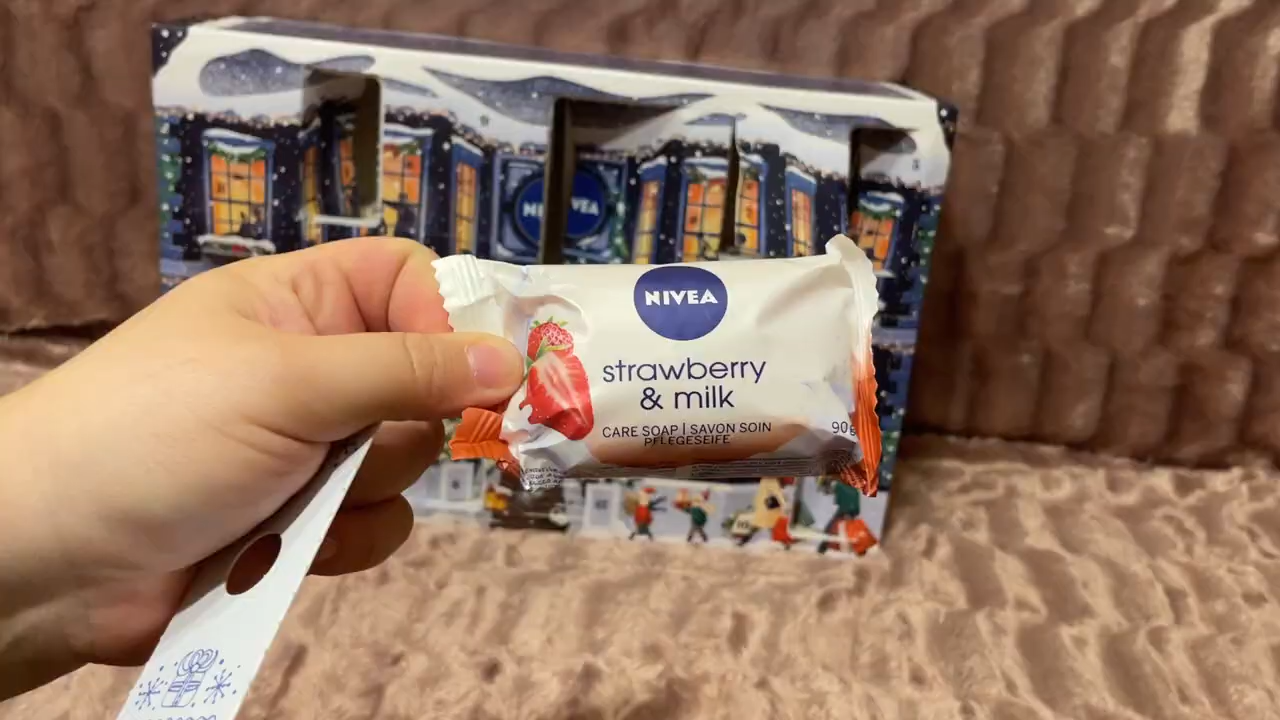 NIVEA
NIVEA
strawberry
& milk
CARE SOAP | SAVON SOIN
PFLEGESEIFE
90g